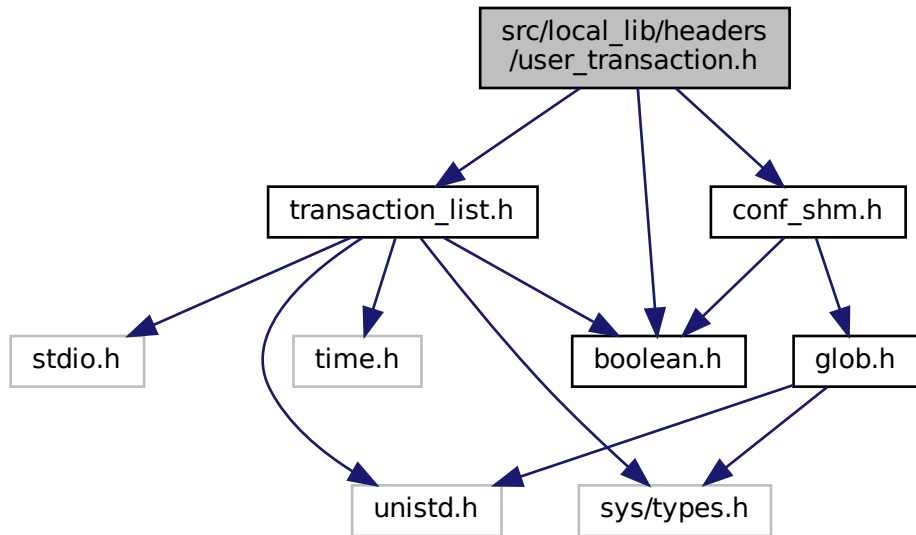 src/local_lib/headers
/user_transaction.h
transaction_list.h
conf_shm.h
stdio.h
time.h
boolean.h
glob.h
unistd.h
sys/types.h